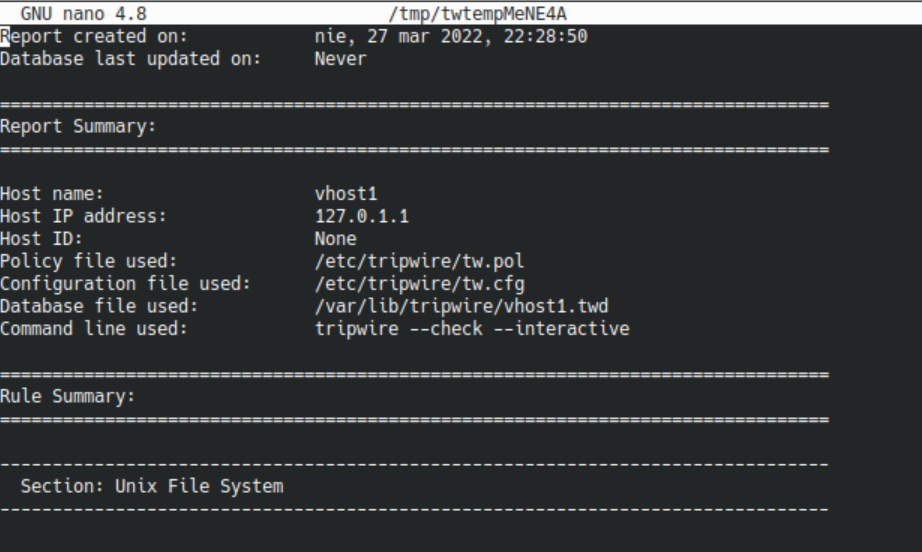 GNU nano 4.8 /tmp/twtempMeNE4A
Report created on: nie, 27 mar 2022, 22:28:50
Database last updated on: Never
===============================================================================
Report Summary:
===============================================================================
Host name: vhost1
Host IP address: 127.0.1.1
Host ID: None
Policy file used: /etc/tripwire/tw.pol
Configuration file used: /etc/tripwire/tw.cfg
Database file used: /var/lib/tripwire/vhost1.twd
Command line used: tripwire --check --interactive
===============================================================================
Rule Summary:
===============================================================================
-------------------------------------------------------------------------------
Section: Unix File System
-------------------------------------------------------------------------------